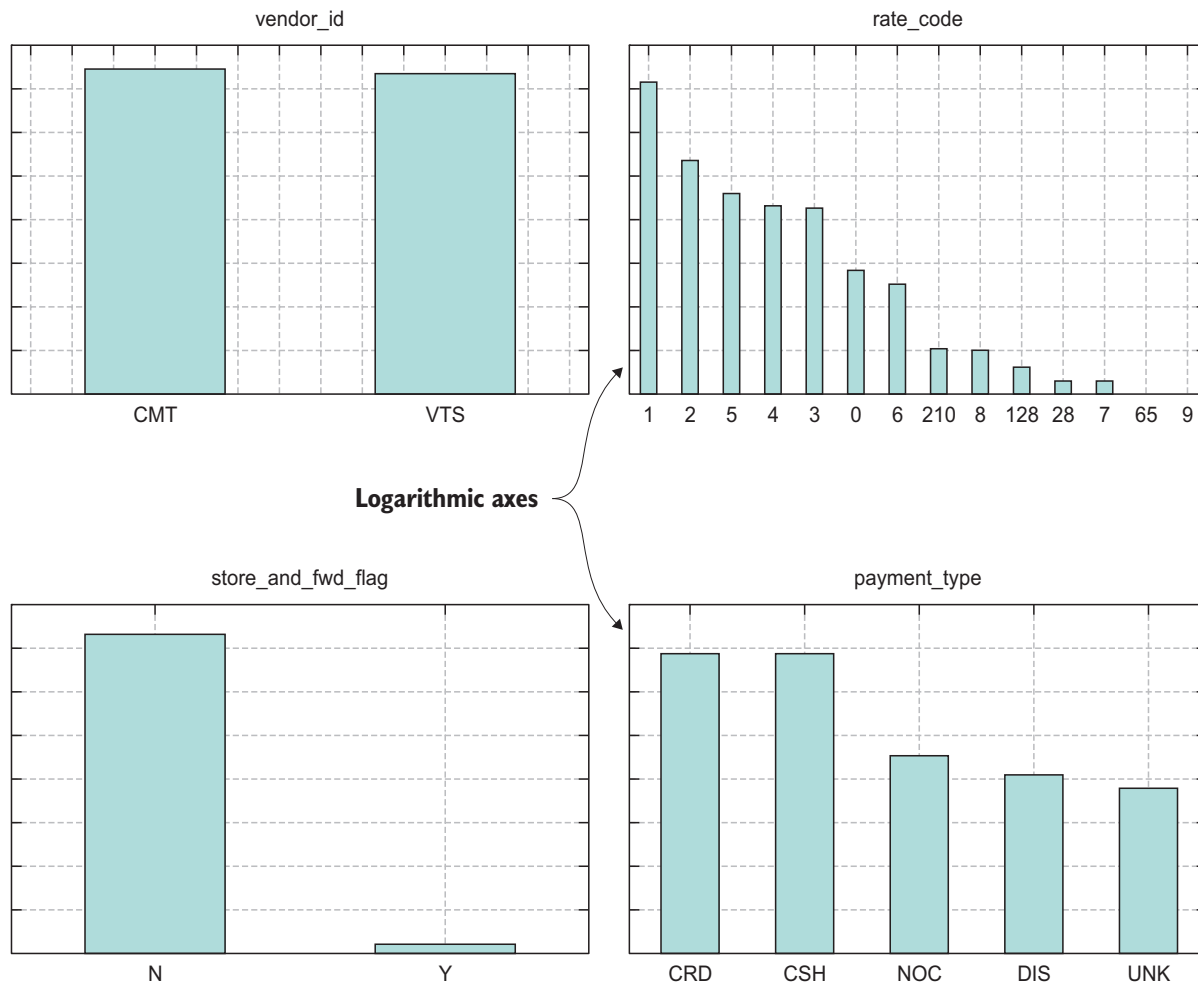 vendor_id
rate_code
CMT VTS
1 2 5 4 3 0 6 210 8 128 28 7 65 9
Logarithmic axes
store_and_fwd_flag
payment_type
N Y
CRD CSH NOC DIS UNK